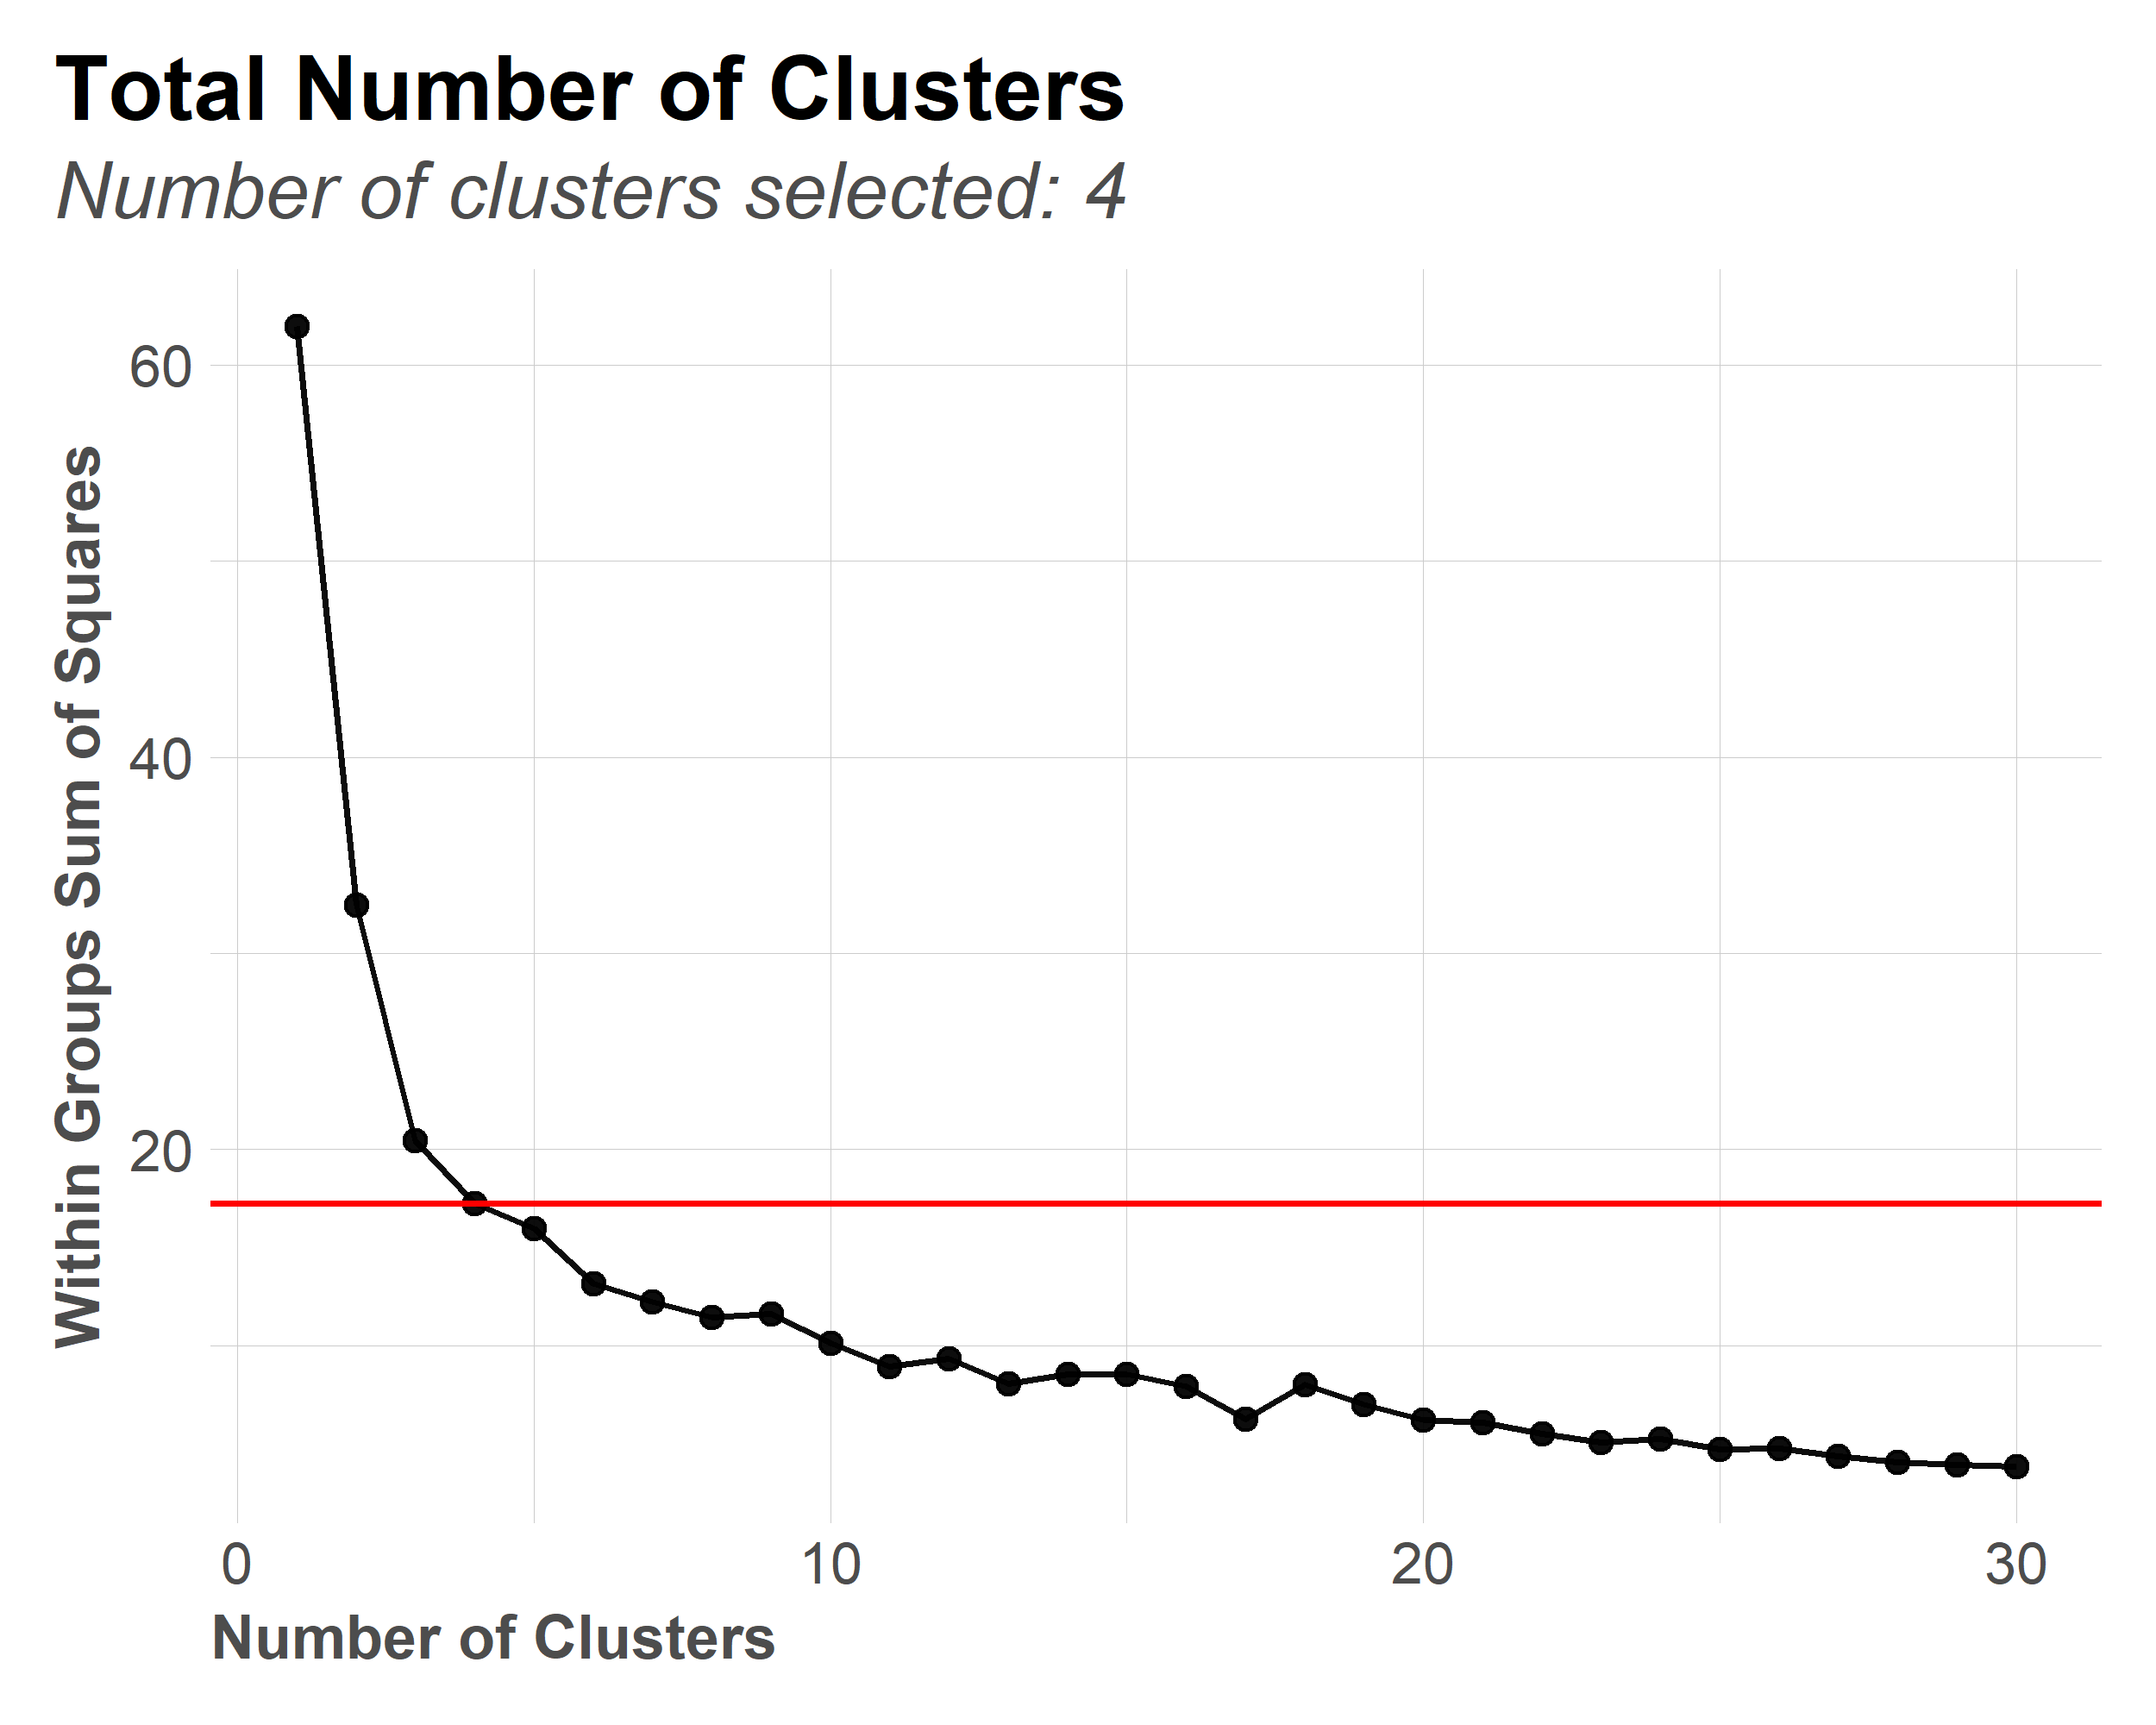 Total Number of Clusters
Number of clusters selected: 4
Within Groups Sum of Squares
60
40
20
0 10 20 30
Number of Clusters